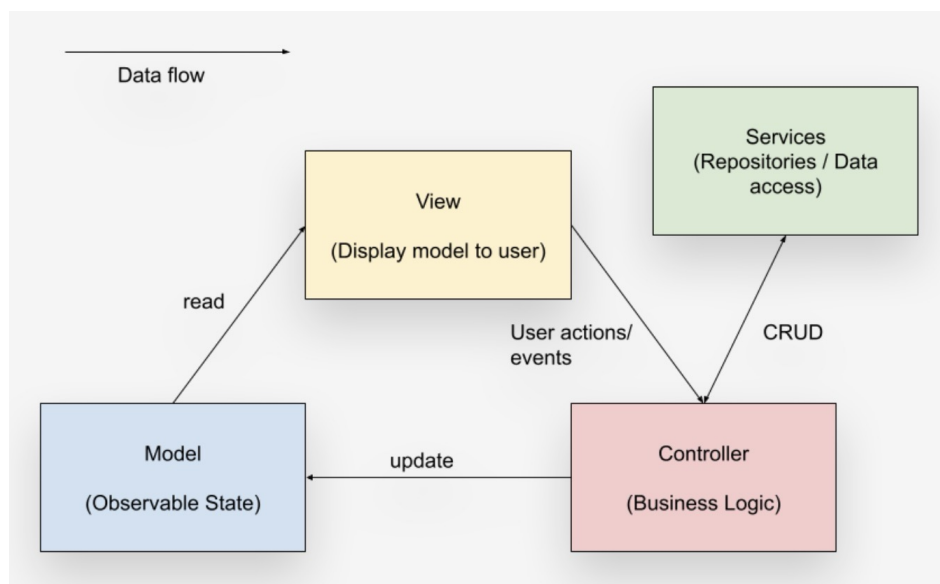 Data flow
Services
(Repositories / Data
access)
View
(Display model to user)
read
User actions/
events
CRUD
Model
(Observable State)
update
Controller
(Business Logic)